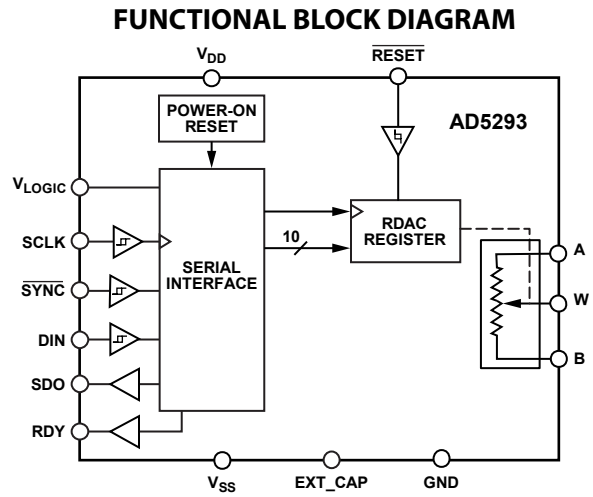 FUNCTIONAL BLOCK DIAGRAM
VDD
RESET
POWER-ON
RESET
AD5293
VLOGIC
SCLK
SYNC
DIN
SDO
RDY
SERIAL
INTERFACE
10
RDAC
REGISTER
A
W
B
VSS
EXT_CAP
GND